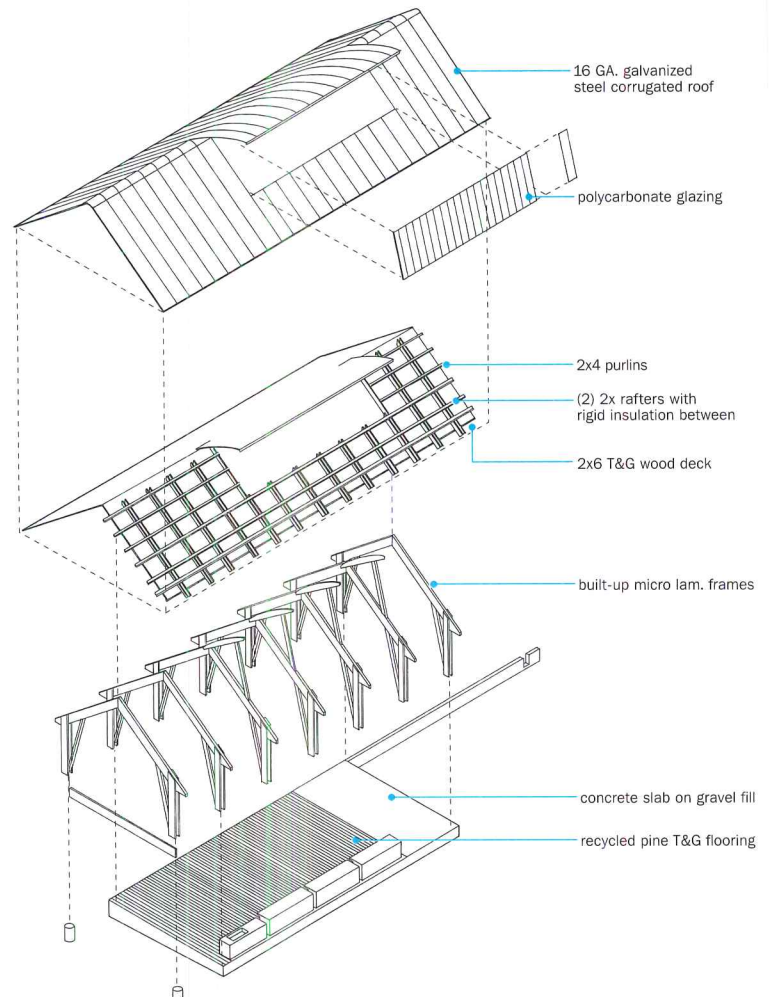 16 GA. galvanized
steel corrugated roof
polycarbonate glazing
2x4 purlins
(2) 2x rafters with
rigid insulation between
2x6 T&G wood deck
built-up micro lam. frames
concrete slab on gravel fill
recycled pine T&G flooring